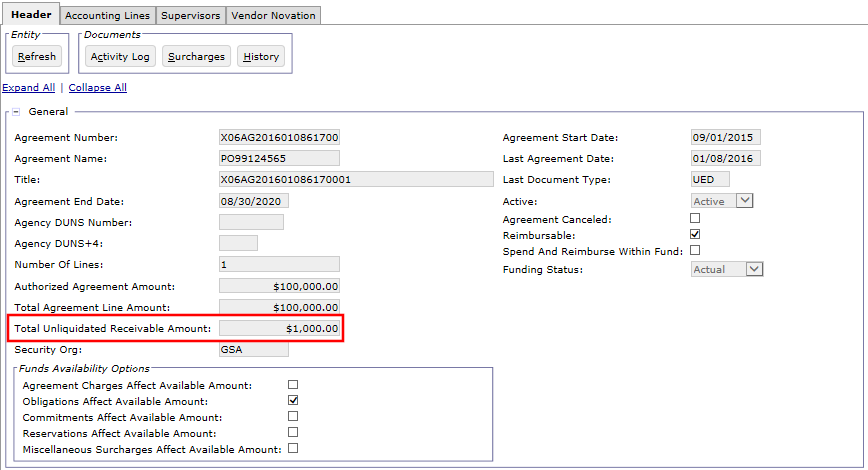 Header Accounting Lines Supervisors Vendor Novation
Entity Documents
Refresh Activity Log Surcharges History
Expand All | Collapse All
General
Agreement Number: X06AG2016010861700
Agreement Name: PO99124565
Title: X06AG201601086170001
Agreement End Date: 08/30/2020
Agency DUNS Number:
Agency DUNS+4:
Number Of Lines: 1
Authorized Agreement Amount: $100,000.00
Total Agreement Line Amount: $100,000.00
Total Unliquidated Receivable Amount: $1,000.00
Security Org: GSA
Agreement Start Date: 09/01/2015
Last Agreement Date: 01/08/2016
Last Document Type: UED
Active: Active
Agreement Canceled:
Reimbursable:
Spend And Reimburse Within Fund:
Funding Status: Actual
Funds Availability Options
Agreement Charges Affect Available Amount:
Obligations Affect Available Amount:
Commitments Affect Available Amount:
Reservations Affect Available Amount:
Miscellaneous Surcharges Affect Available Amount: